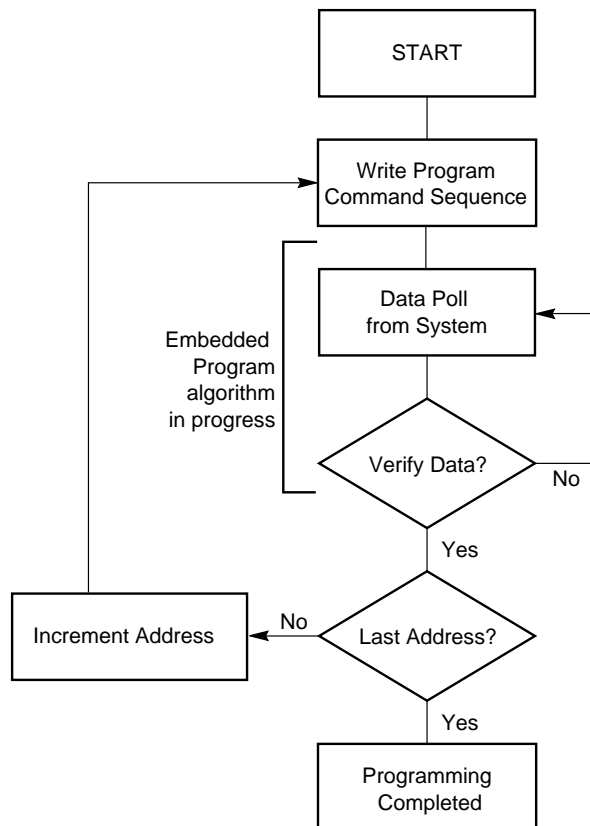 START
Write Program
Command Sequence
Data Poll
from System
Embedded
Program
algorithm
in progress
Verify Data?
No
Yes
Last Address?
No
Increment Address
Yes
Programming
Completed